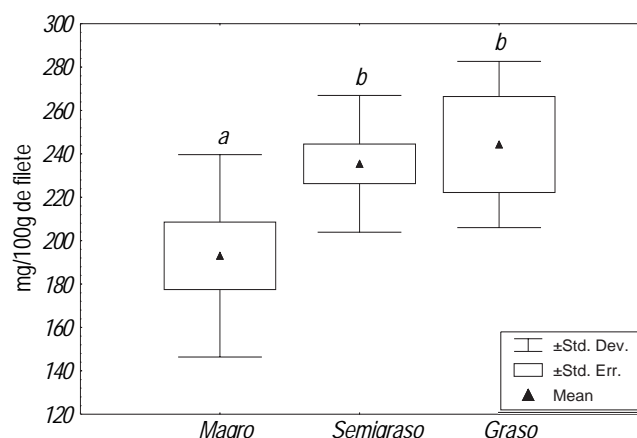 mg/100g de filete
300
280
260
240
220
200
180
160
140
120
a
b
b
Magro Semigraso Graso
±Std. Dev.
±Std. Err.
Mean